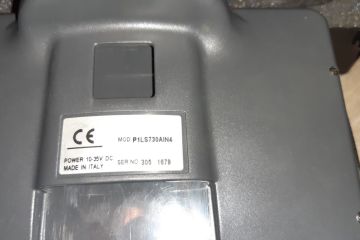 CE
MOD P1LS730AIN4
POWER 10-35V DC
SER NO 305 1678
MADE IN ITALY